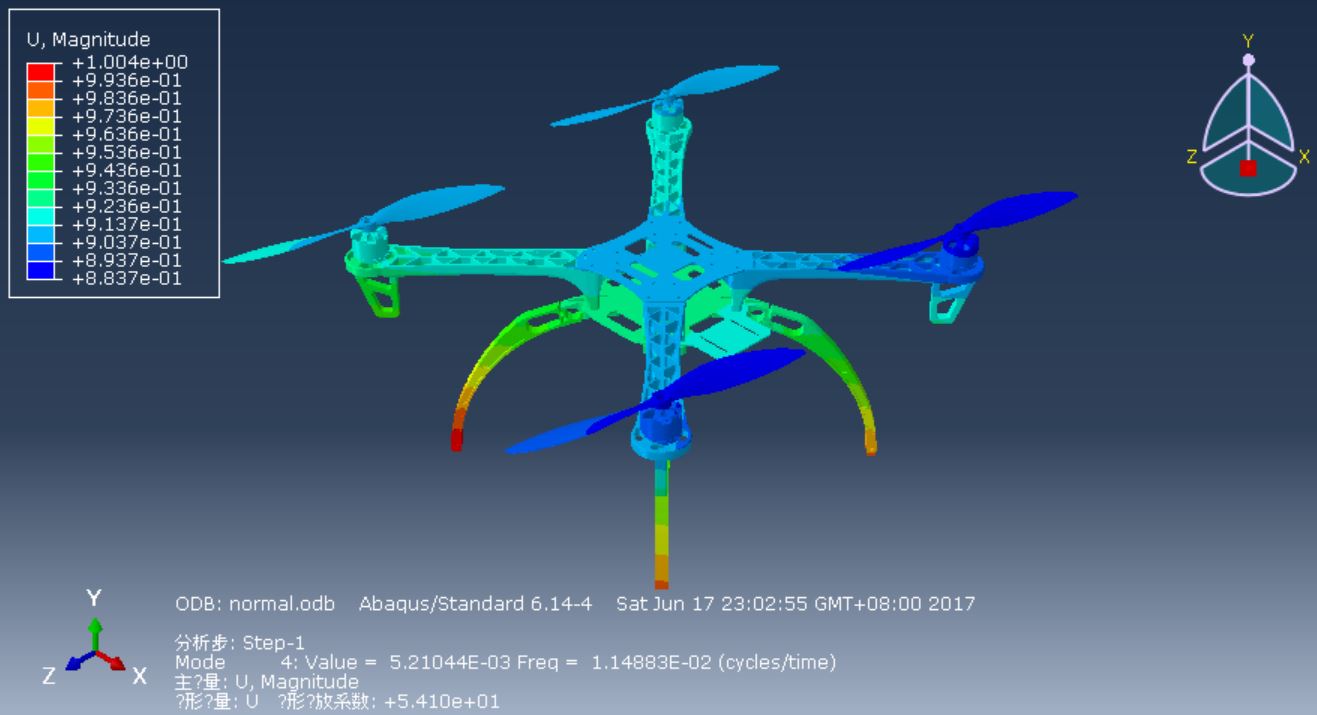 U, Magnitude
+1.004e+00
+9.936e-01
+9.836e-01
+9.736e-01
+9.636e-01
+9.536e-01
+9.436e-01
+9.336e-01
+9.236e-01
+9.137e-01
+9.037e-01
+8.937e-01
+8.837e-01
Y
Z
X
Y
Z
X
ODB: normal.odb Abaqus/Standard 6.14-4 Sat Jun 17 23:02:55 GMT+08:00 2017
分析步: Step-1
Mode 4: Value = 5.21044E-03 Freq = 1.14883E-02 (cycles/time)
主?量: U, Magnitude
?形?量: U ?形?放系数: +5.410e+01